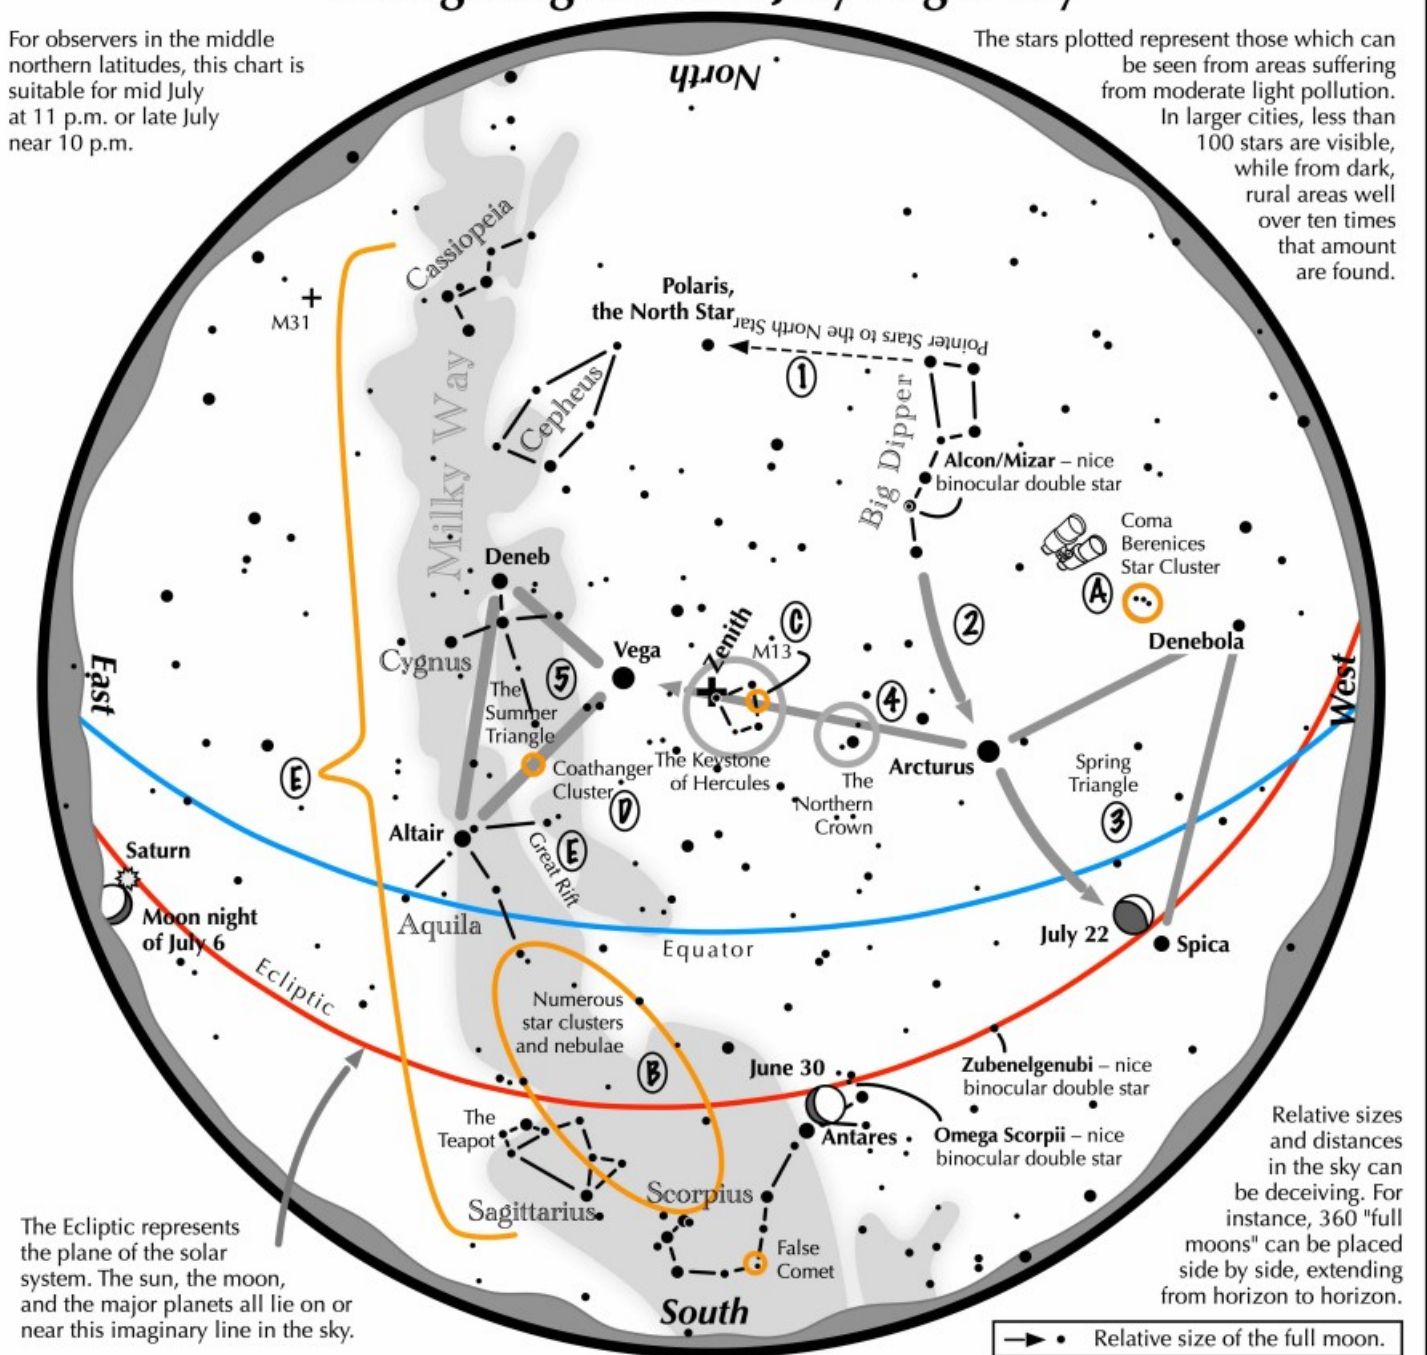 For observers in the middle
northern latitudes, this chart is
suitable for mid July
at 11 p.m. or late July
near 10 p.m.
The stars plotted represent those which can
be seen from areas suffering
from moderate light pollution.
In larger cities, less than
100 stars are visible,
while from dark,
rural areas well
over ten times
that amount
are found.
North
Cassiopeia
M31
Polaris,
the North Star
Pointer Stars to the North Star
1
Milky Way
Cepheus
Big Dipper
Alcon/Mizar – nice
binocular double star
Coma
Berenices
Star Cluster
A
Deneb
2
Denebola
Cygnus
Vega
Zenith
C
M13
5
4
East
West
The
Summer
Triangle
Coathanger
Cluster
D
The Keystone
of Hercules
The
Northern
Crown
Arcturus
Spring
Triangle
3
E
Altair
Great Rift
E
Saturn
Moon night
of July 6
Aquila
Equator
July 22
Spica
Ecliptic
Numerous
star clusters
and nebulae
B
June 30
Zubenelgenubi – nice
binocular double star
The
Teapot
Antares
Omega Scorpii – nice
binocular double star
Sagittarius
Scorpius
False
Comet
South
The Ecliptic represents
the plane of the solar
system. The sun, the moon,
and the major planets all lie on or
near this imaginary line in the sky.
Relative sizes
and distances
in the sky can
be deceiving. For
instance, 360 "full
moons" can be placed
side by side, extending
from horizon to horizon.
Relative size of the full moon.